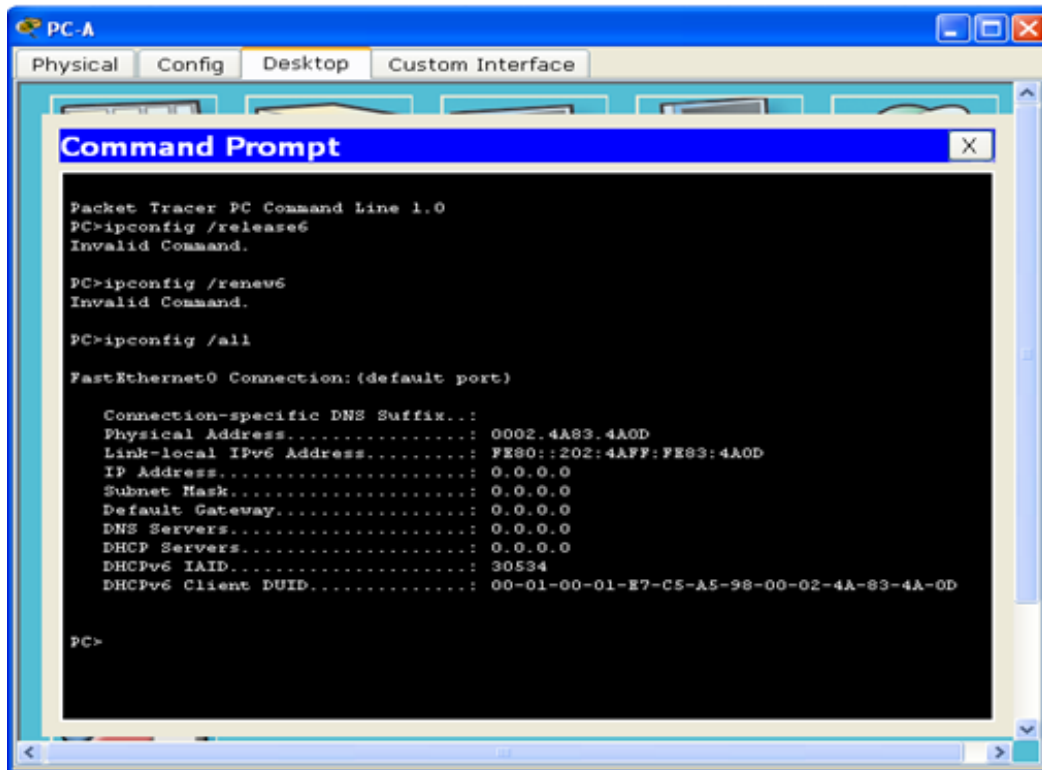 PC-A
Physical Config Desktop Custom Interface
Command Prompt
X
Packet Tracer PC Command Line 1.0
PC>ipconfig /release6
Invalid Command.
PC>ipconfig /renew6
Invalid Command.
PC>ipconfig /all
FastEthernet0 Connection:(default port)
Connection-specific DNS Suffix..:
Physical Address................: 0002.4A83.4A0D
Link-local IPv6 Address.........: FE80::202:4AFF:FE83:4A0D
IP Address......................: 0.0.0.0
Subnet Mask.....................: 0.0.0.0
Default Gateway.................: 0.0.0.0
DNS Servers.....................: 0.0.0.0
DHCP Servers....................: 0.0.0.0
DHCPv6 IAID.....................: 30534
DHCPv6 Client DUID..............: 00-01-00-01-E7-C5-A5-98-00-02-4A-83-4A-0D
PC>